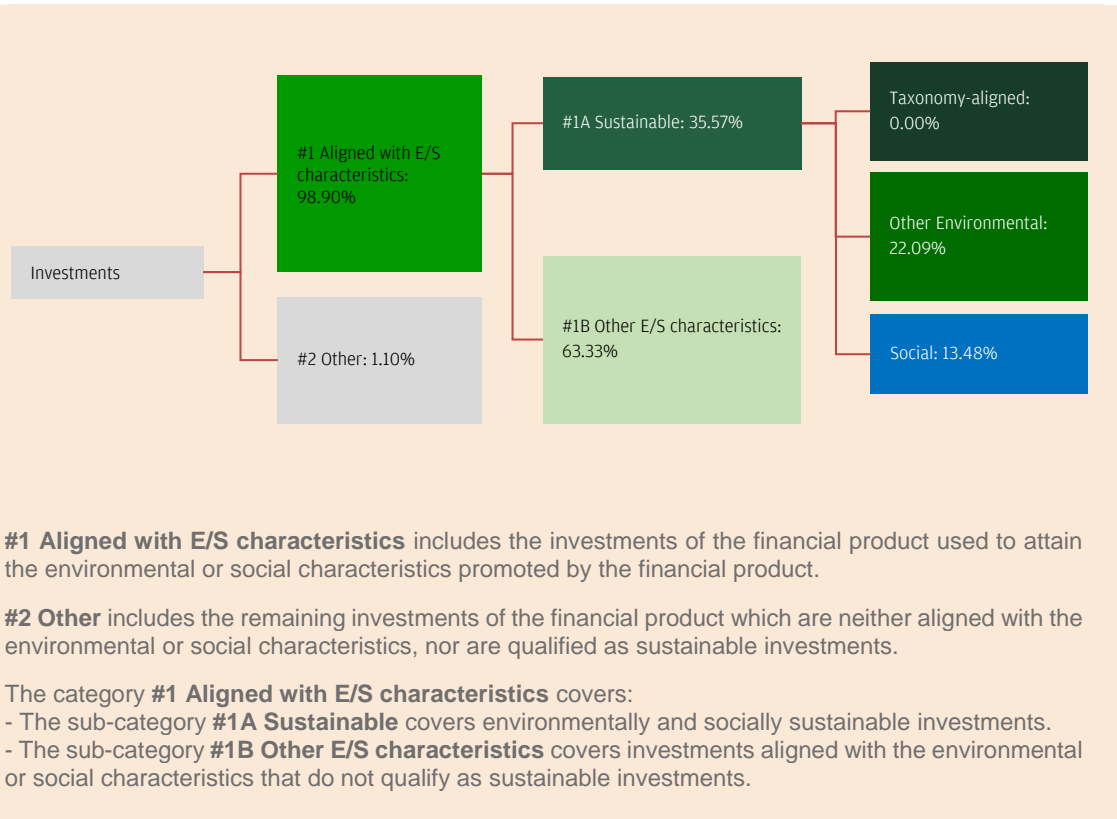 Investments
#1 Aligned with E/S
characteristics:
98.90%
#2 Other: 1.10%
#1A Sustainable: 35.57%
#1B Other E/S characteristics:
63.33%
Taxonomy-aligned:
0.00%
Other Environmental:
22.09%
Social: 13.48%
#1 Aligned with E/S characteristics includes the investments of the financial product used to attain
the environmental or social characteristics promoted by the financial product.
#2 Other includes the remaining investments of the financial product which are neither aligned with the
environmental or social characteristics, nor are qualified as sustainable investments.
The category #1 Aligned with E/S characteristics covers:
- The sub-category #1A Sustainable covers environmentally and socially sustainable investments.
- The sub-category #1B Other E/S characteristics covers investments aligned with the environmental
or social characteristics that do not qualify as sustainable investments.